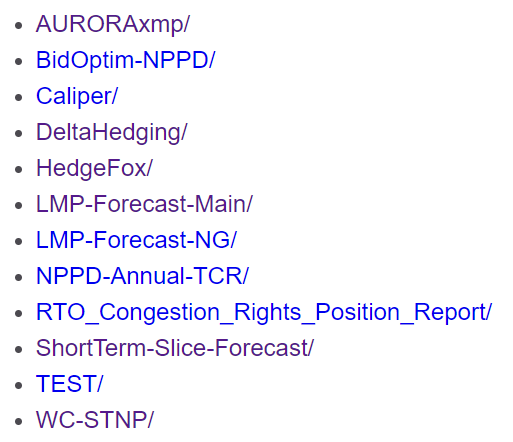 AURORAxmp/
BidOptim-NPPD/
Caliper/
DeltaHedging/
HedgeFox/
LMP-Forecast-Main/
LMP-Forecast-NG/
NPPD-Annual-TCR/
RTO_Congestion_Rights_Position_Report/
ShortTerm-Slice-Forecast/
TEST/
WC-STNP/